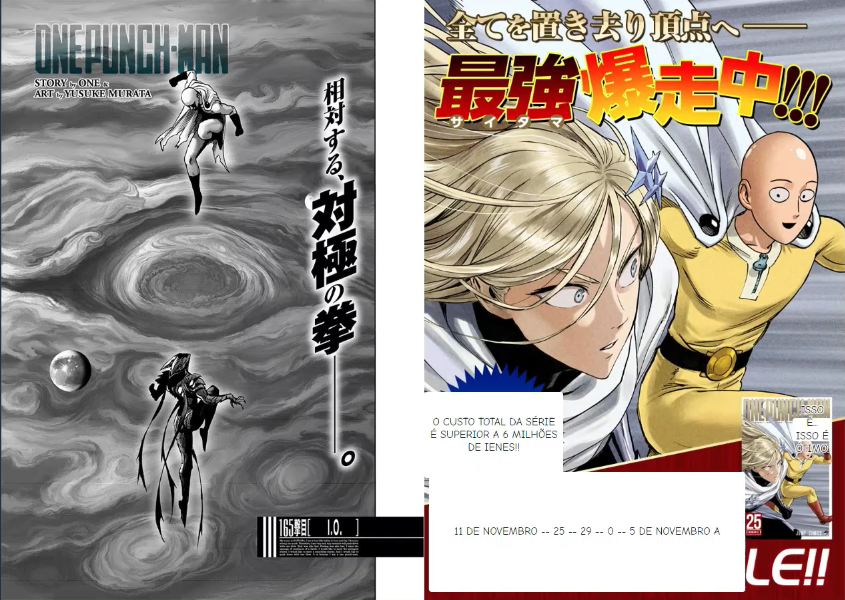 ONEPUNCH-MAN
STORY by ONE &
ART by YUSUKE MURATA
相対する、
対極の拳
――。
165撃目[ I.O. ]
全てを置き去り頂点へ――
最強爆走中!!!
サイタマ
O CUSTO TOTAL DA SÉRIE
É SUPERIOR A 6 MILHÕES
DE IENES!!
11 DE NOVEMBRO -- 25 -- 29 -- 0 -- 5 DE NOVEMBRO A
ISSO
É...
ISSO É
25
LE!!